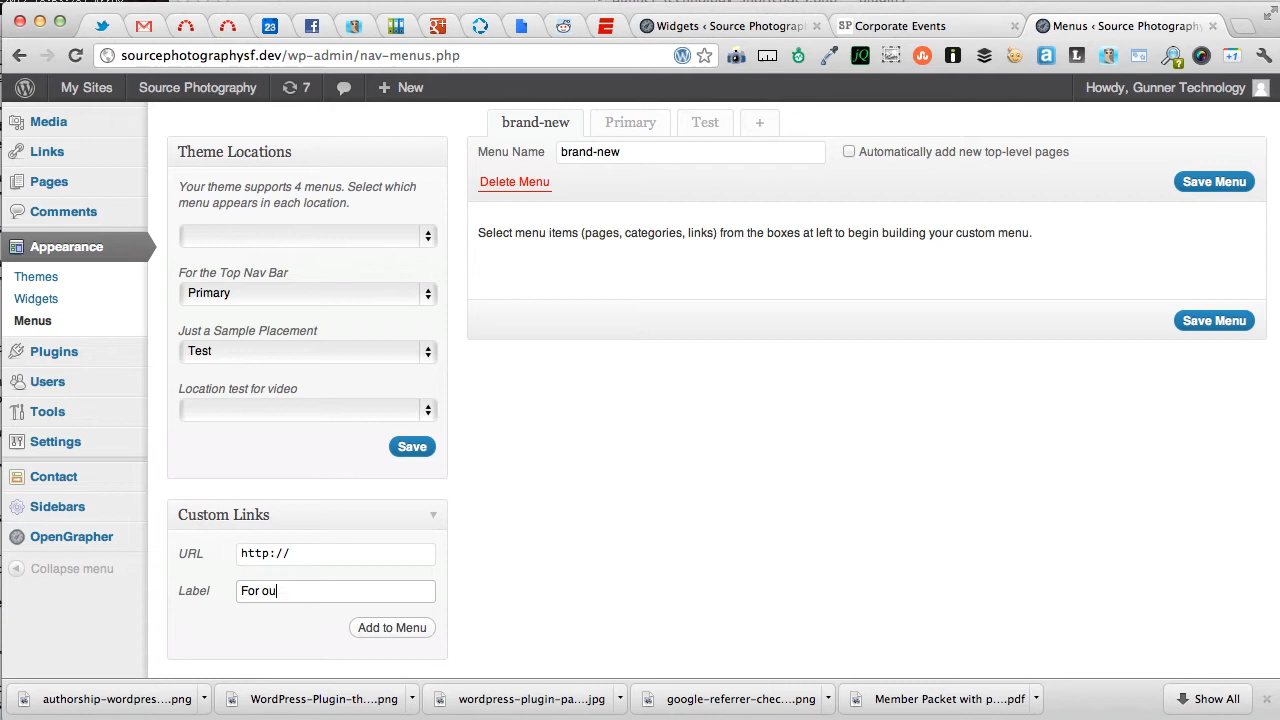 Widgets ‹ Source Photograph
Corporate Events
Menus ‹ Source Photography
sourcephotographysf.dev/wp-admin/nav-menus.php
My Sites
Source Photography
7
New
Howdy, Gunner Technology
Media
Links
Pages
Comments
Appearance
Themes
Widgets
Menus
Plugins
Users
Tools
Settings
Contact
Sidebars
OpenGrapher
Collapse menu
Theme Locations
Your theme supports 4 menus. Select which
menu appears in each location.
For the Top Nav Bar
Primary
Just a Sample Placement
Test
Location test for video
Save
Custom Links
URL
http://
Label
For ou
Add to Menu
brand-new
Primary
Test
+
Menu Name
brand-new
Automatically add new top-level pages
Delete Menu
Save Menu
Select menu items (pages, categories, links) from the boxes at left to begin building your custom menu.
Save Menu
authorship-wordpres....png
WordPress-Plugin-th....png
wordpress-plugin-pa....jpg
google-referrer-chec....png
Member Packet with p....pdf
Show All